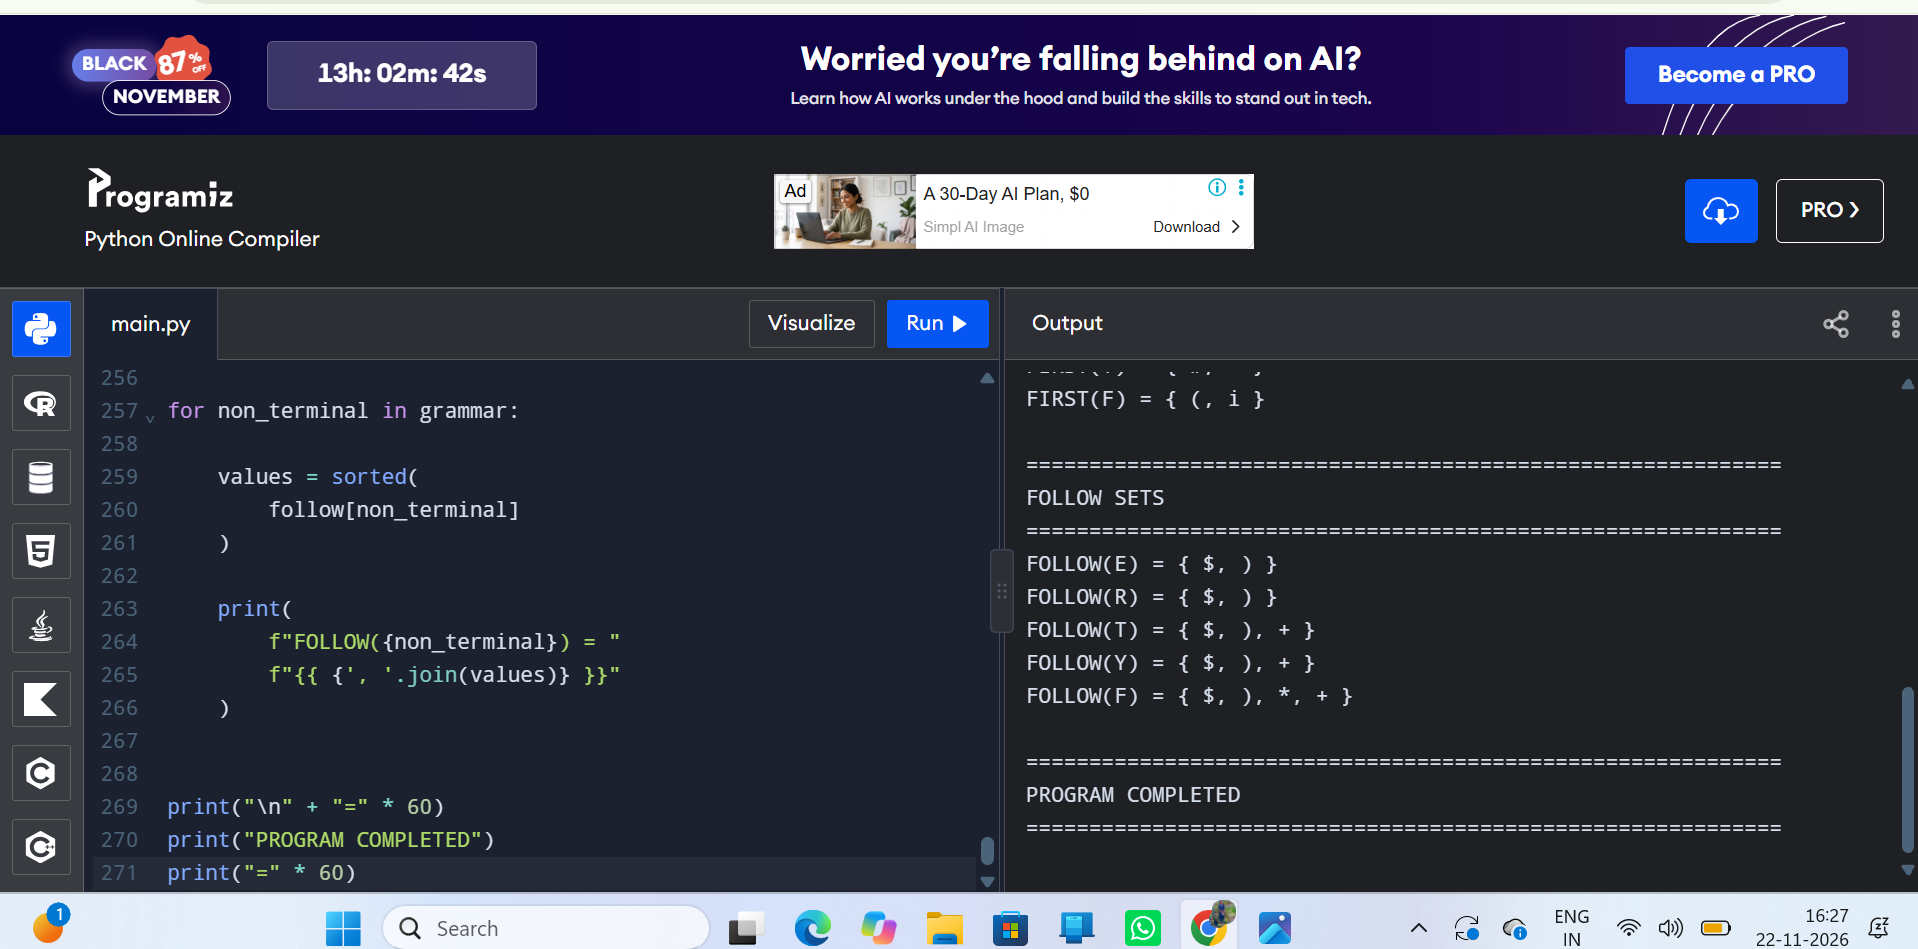 BLACK 87% OFF
NOVEMBER
13h: 02m: 42s
Worried you’re falling behind on AI?
Learn how AI works under the hood and build the skills to stand out in tech.
Become a PRO
Programiz
Python Online Compiler
Ad
A 30-Day AI Plan, $0
Simpl AI Image
Download
PRO
main.py
Visualize
Run
Output
256
257 for non_terminal in grammar:
258
259     values = sorted(
260         follow[non_terminal]
261     )
262
263     print(
264         f"FOLLOW({non_terminal}) = "
265         f"{{ {', '.join(values)} }}"
266     )
267
268
269 print("\n" + "=" * 60)
270 print("PROGRAM COMPLETED")
271 print("=" * 60)
FIRST(F) = { (, i }
============================================================
FOLLOW SETS
============================================================
FOLLOW(E) = { $, ) }
FOLLOW(R) = { $, ) }
FOLLOW(T) = { $, ), + }
FOLLOW(Y) = { $, ), + }
FOLLOW(F) = { $, ), *, + }
============================================================
PROGRAM COMPLETED
============================================================
1
Search
ENG
IN
16:27
22-11-2026